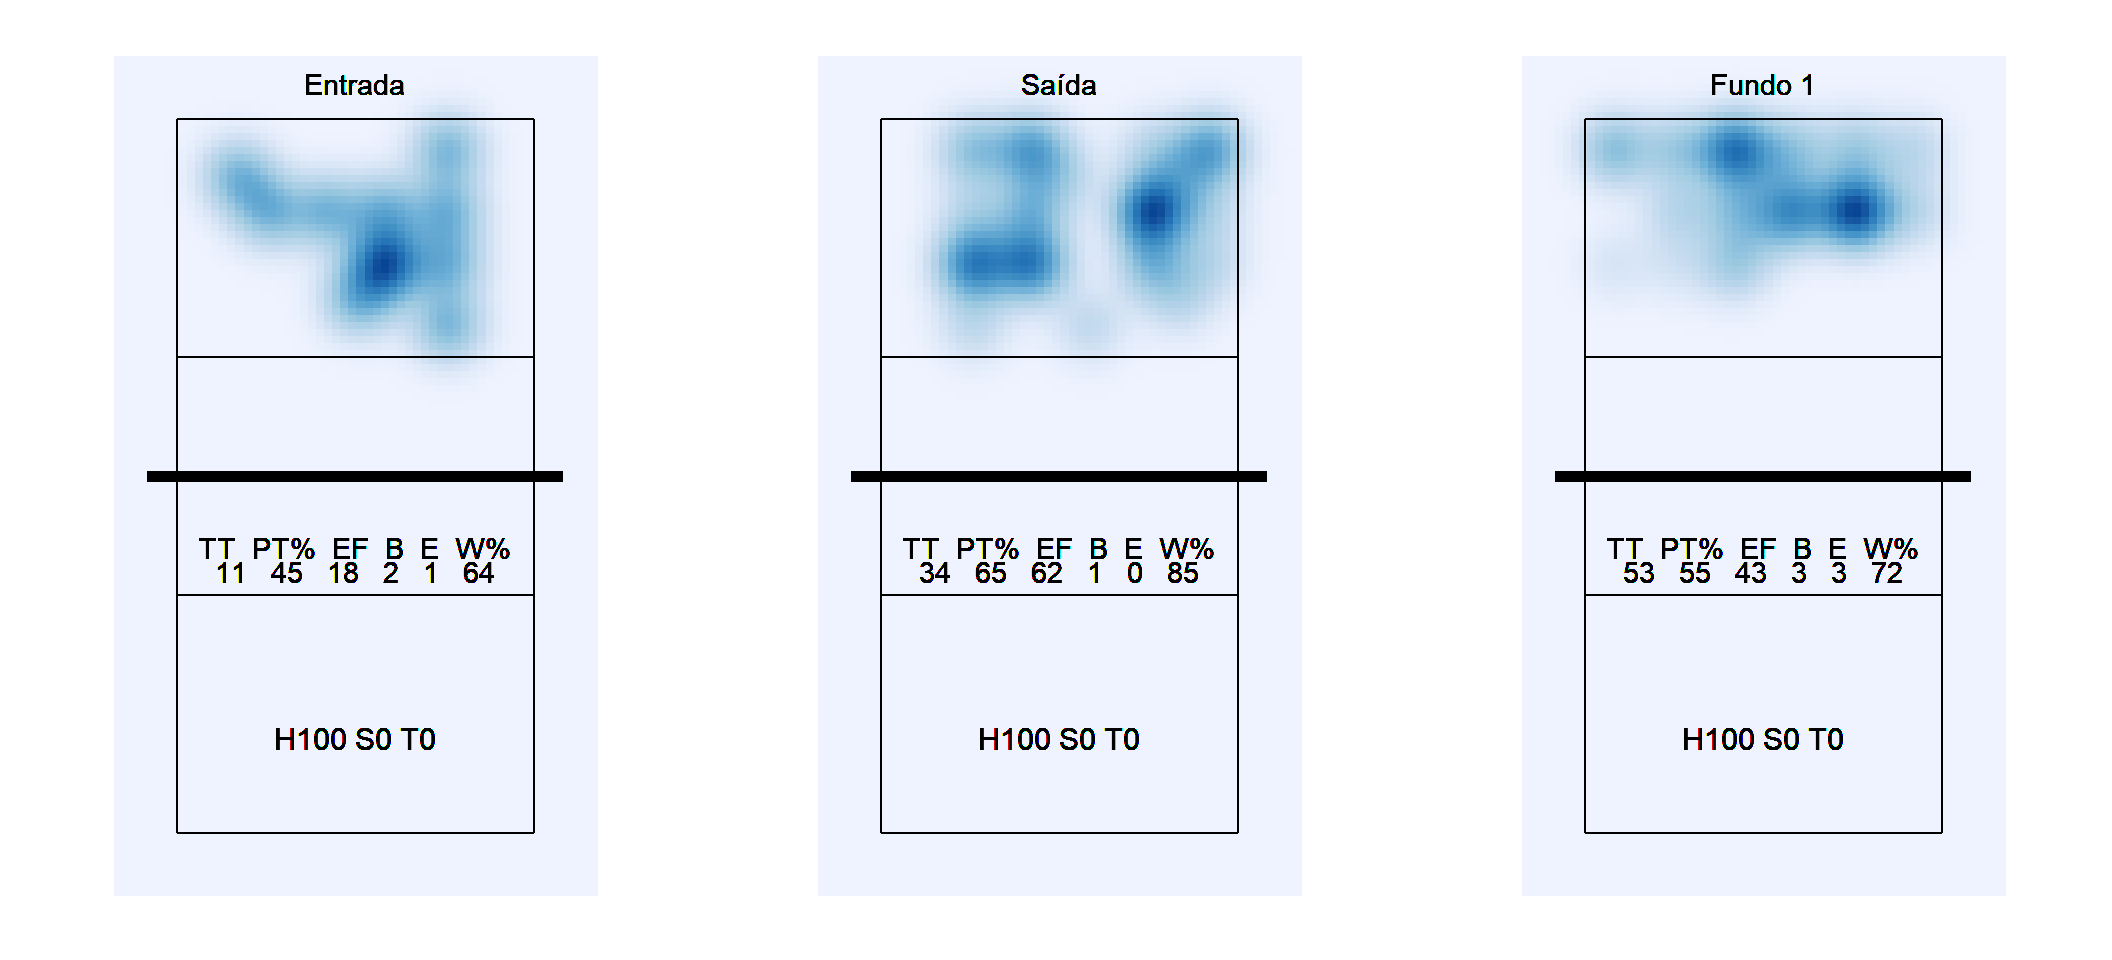 Entrada
TT PT% EF B E W%
11 45 18 2 1 64
H100 S0 T0
Saída
TT PT% EF B E W%
34 65 62 1 0 85
H100 S0 T0
Fundo 1
TT PT% EF B E W%
53 55 43 3 3 72
H100 S0 T0